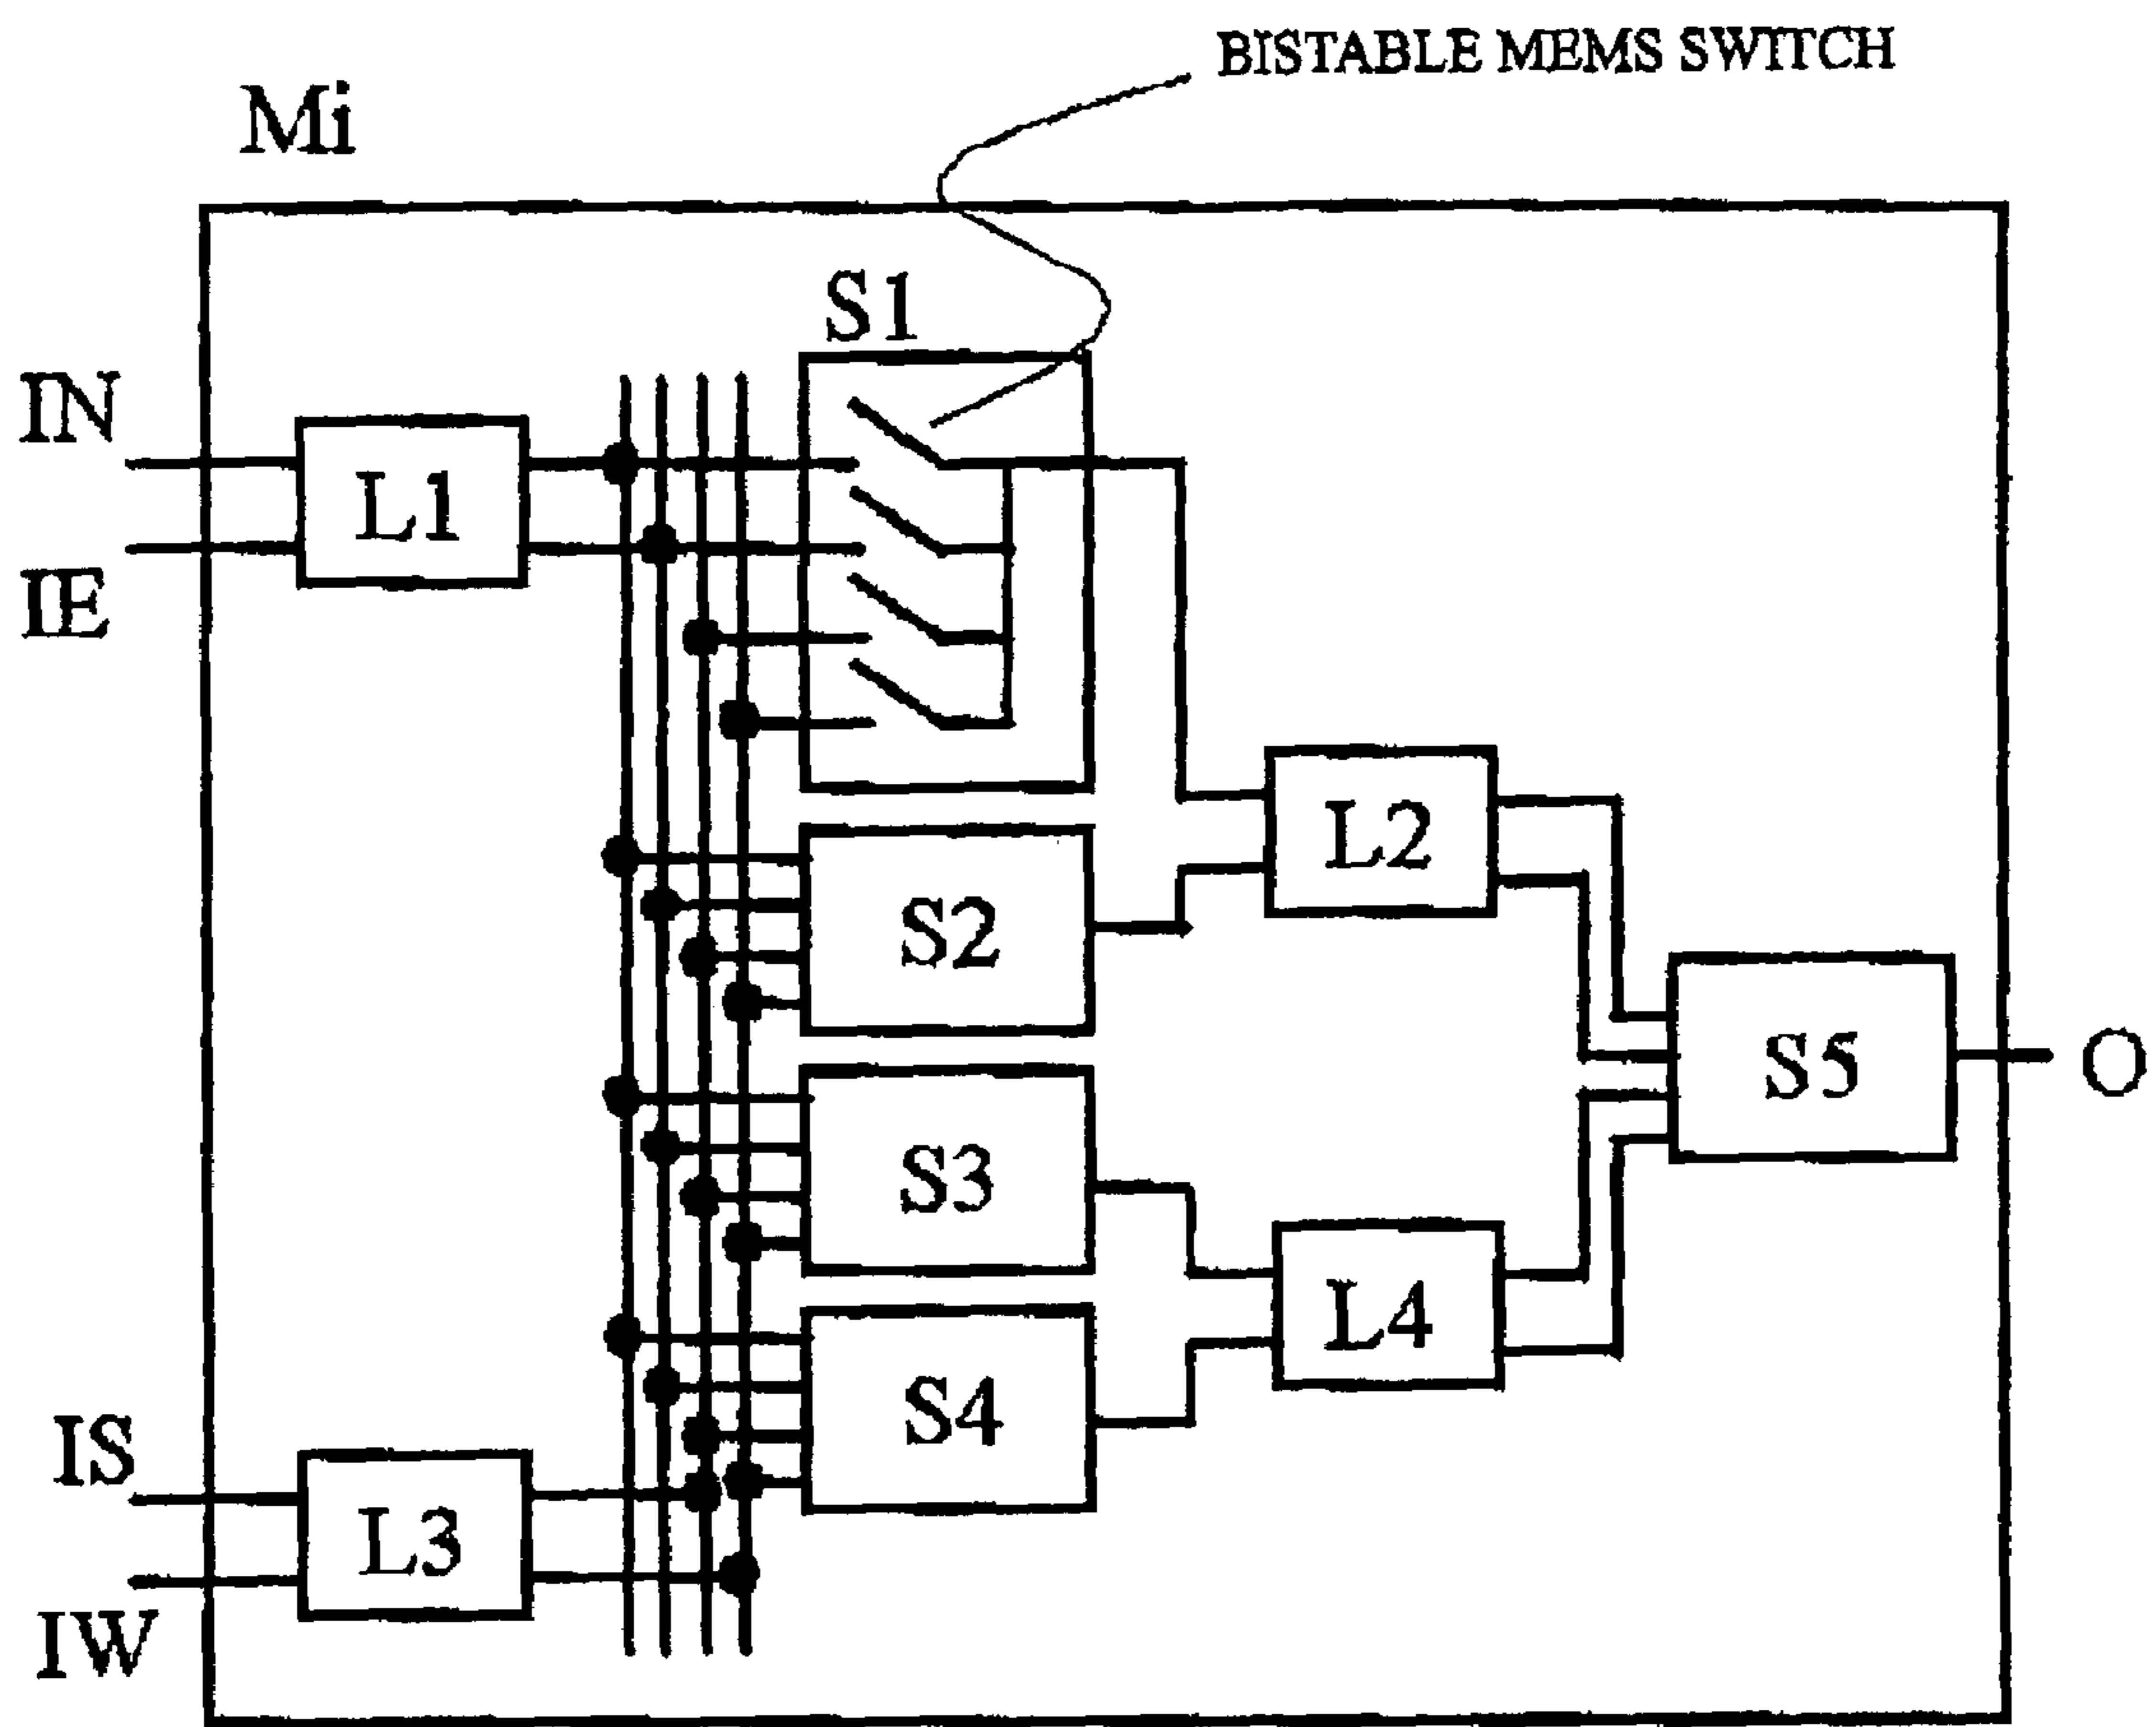 BISTABLE MEMS SWITCH
Mi
S1
IN
L1
IE
L2
S2
S5
O
S3
L4
S4
IS
L3
IW